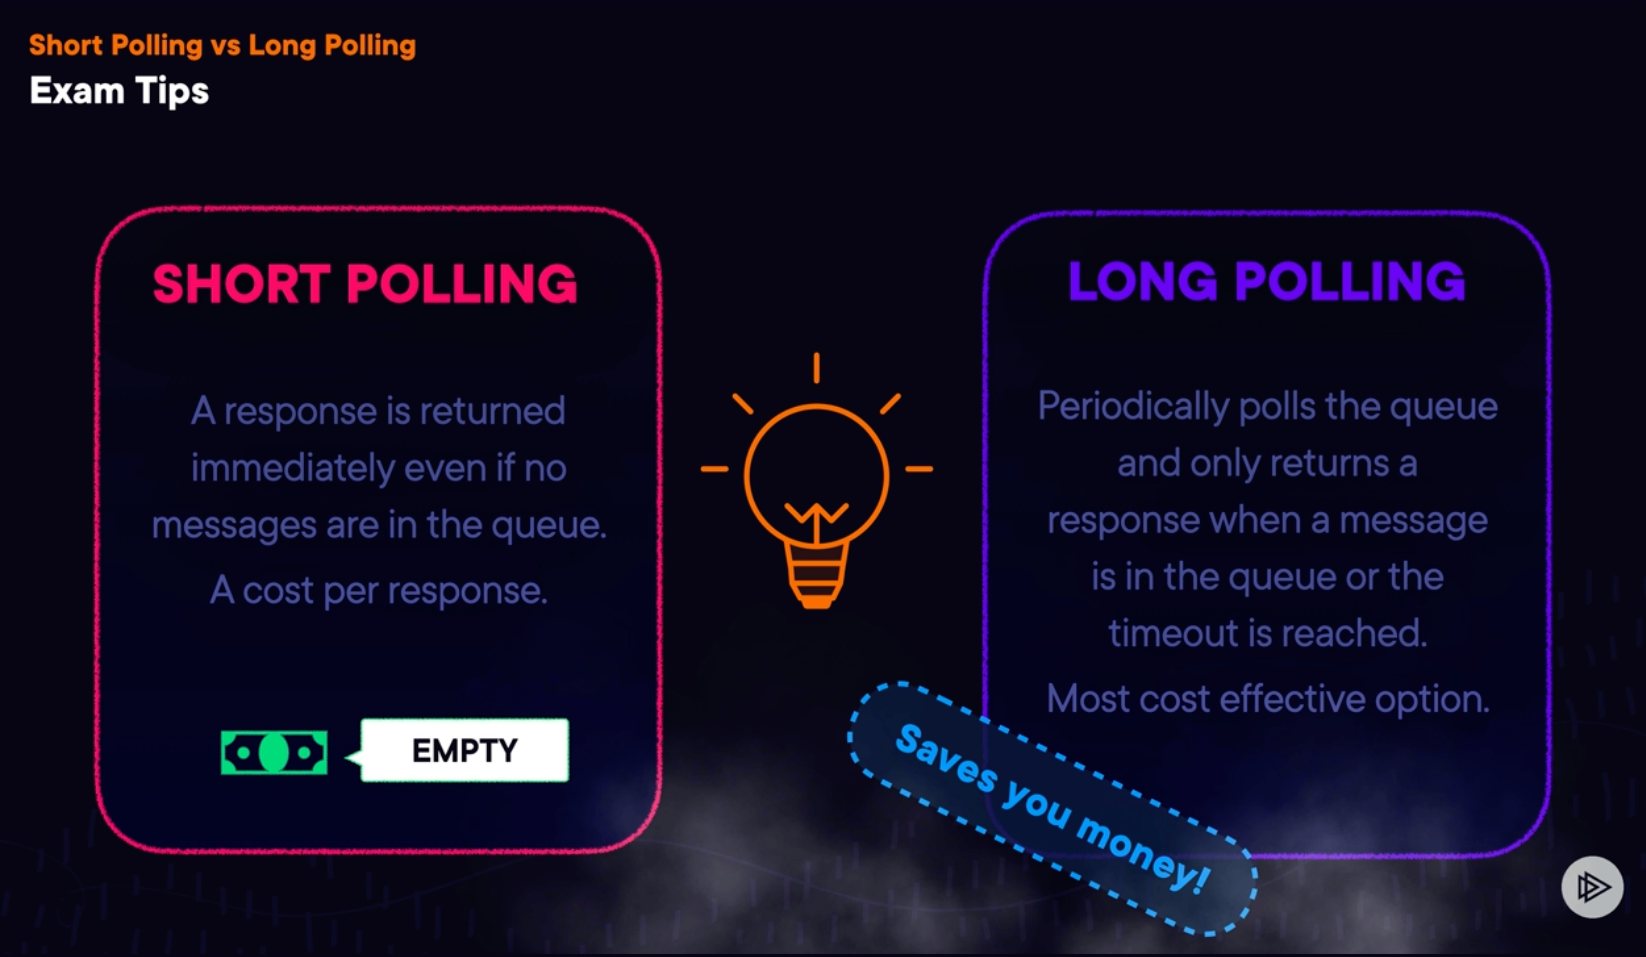 Short Polling vs Long Polling
Exam Tips
SHORT POLLING
A response is returned
immediately even if no
messages are in the queue.
A cost per response.
EMPTY
LONG POLLING
Periodically polls the queue
and only returns a
response when a message
is in the queue or the
timeout is reached.
Most cost effective option.
Saves you money!